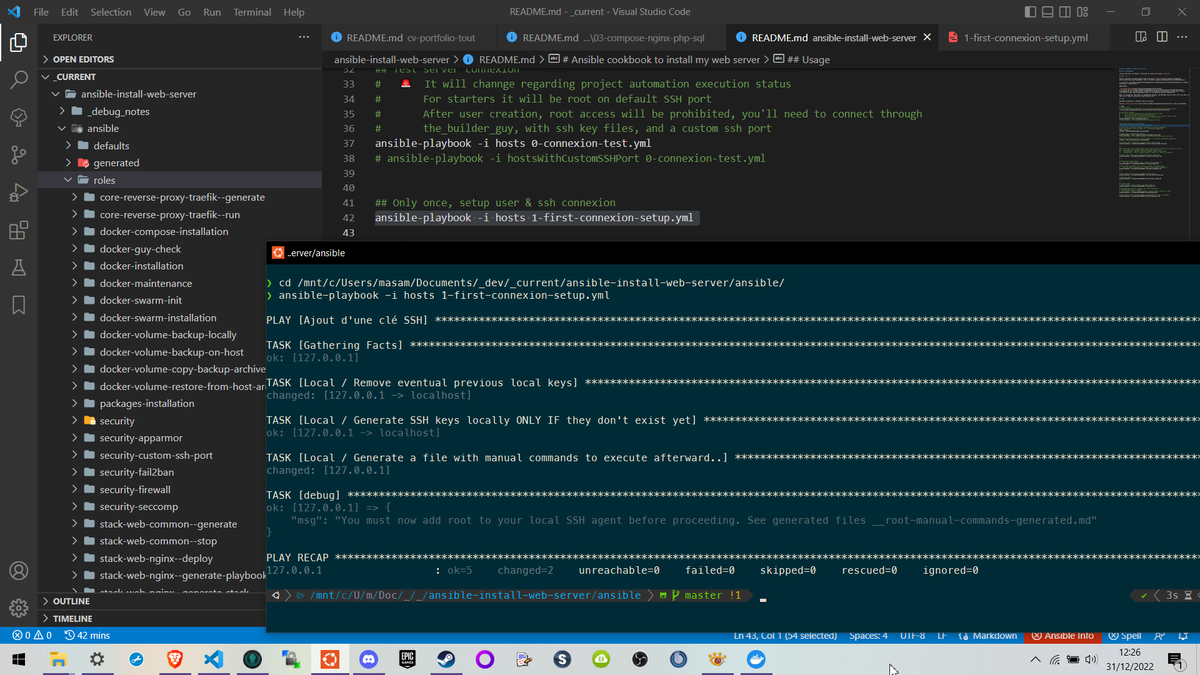 File Edit Selection View Go Run Terminal Help README.md - _current - Visual Studio Code
EXPLORER
README.md cv-portfolio-tout README.md ...\03-compose-nginx-php-sql README.md ansible-install-web-server 1-first-connexion-setup.yml
ansible-install-web-server > README.md > # Ansible cookbook to install my web server > ## Usage
OPEN EDITORS
_CURRENT
ansible-install-web-server
_debug_notes
ansible
defaults
generated
roles
core-reverse-proxy-traefik--generate
core-reverse-proxy-traefik--run
docker-compose-installation
docker-guy-check
docker-installation
docker-maintenance
docker-swarm-init
docker-swarm-installation
docker-volume-backup-locally
docker-volume-backup-on-host
docker-volume-copy-backup-archive
docker-volume-restore-from-host-ar
packages-installation
security
security-apparmor
security-custom-ssh-port
security-fail2ban
security-firewall
security-seccomp
stack-web-common--generate
stack-web-common--stop
stack-web-nginx--deploy
stack-web-nginx--generate-playbook
stack-web-nginx--generate-stack
OUTLINE
TIMELINE
32 ## Test server connexion
33 # 🚨 It will channge regarding project automation execution status
34 # For starters it will be root on default SSH port
35 # After user creation, root access will be prohibited, you'll need to connect through
36 # the_builder_guy, with ssh key files, and a custom ssh port
37 ansible-playbook -i hosts 0-connexion-test.yml
38 # ansible-playbook -i hostsWithCustomSSHPort 0-connexion-test.yml
39
40
41 ## Only once, setup user & ssh connexion
42 ansible-playbook -i hosts 1-first-connexion-setup.yml
43
..erver/ansible
❯ cd /mnt/c/Users/masam/Documents/_dev/_current/ansible-install-web-server/ansible/
❯ ansible-playbook -i hosts 1-first-connexion-setup.yml
PLAY [Ajout d'une clé SSH] ****
TASK [Gathering Facts] ****
ok: [127.0.0.1]
TASK [Local / Remove eventual previous local keys] ****
changed: [127.0.0.1 -> localhost]
TASK [Local / Generate SSH keys locally ONLY IF they don't exist yet] ****
ok: [127.0.0.1 -> localhost]
TASK [Local / Generate a file with manual commands to execute afterward..] ****
changed: [127.0.0.1]
TASK [debug] ****
ok: [127.0.0.1] => {
"msg": "You must now add root to your local SSH agent before proceeding. See generated files __root-manual-commands-generated.md"
}
PLAY RECAP ****
127.0.0.1 : ok=5 changed=2 unreachable=0 failed=0 skipped=0 rescued=0 ignored=0
/mnt/c/U/m/Doc/_/_/ansible-install-web-server/ansible master !1 ✔ 3s
0 0 42 mins Ln 43, Col 1 (54 selected) Spaces: 4 UTF-8 LF Markdown Ansible Info Spell
EPIC GAMES
12:26
31/12/2022
1